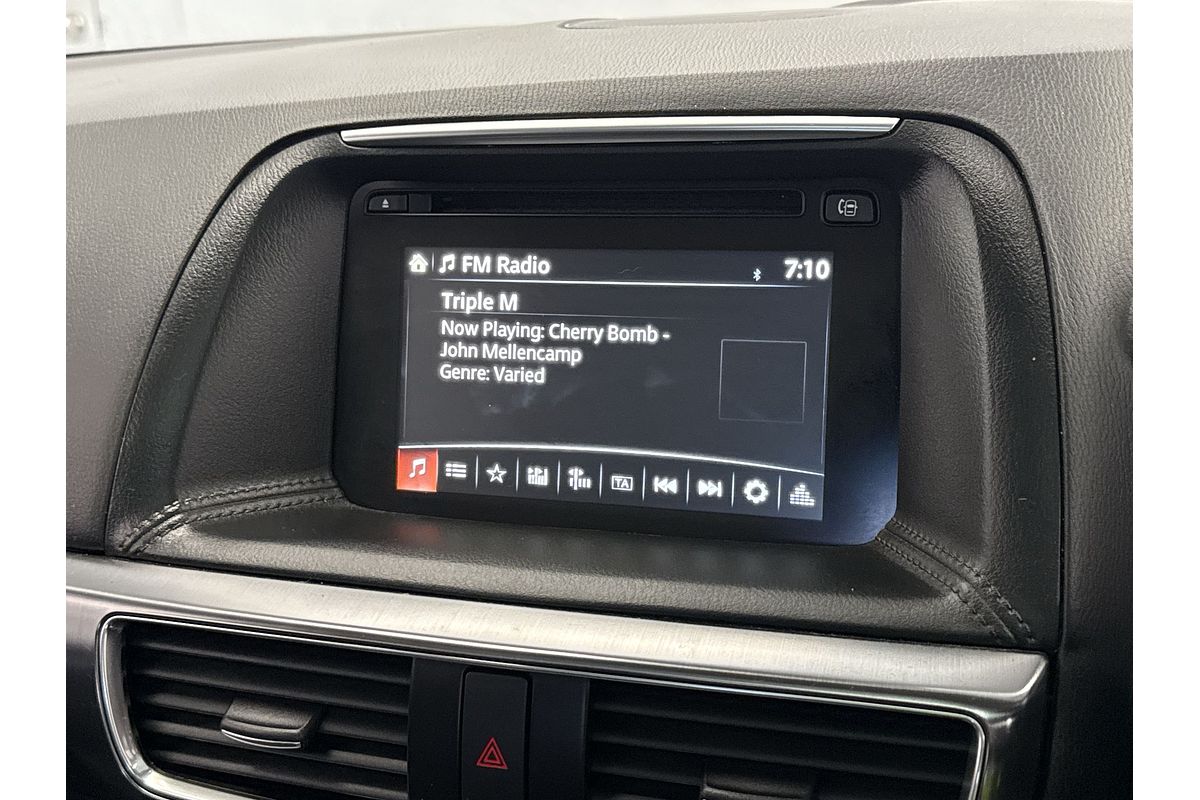 FM Radio
7:10
Triple M
Now Playing: Cherry Bomb -
John Mellencamp
Genre: Varied
TA